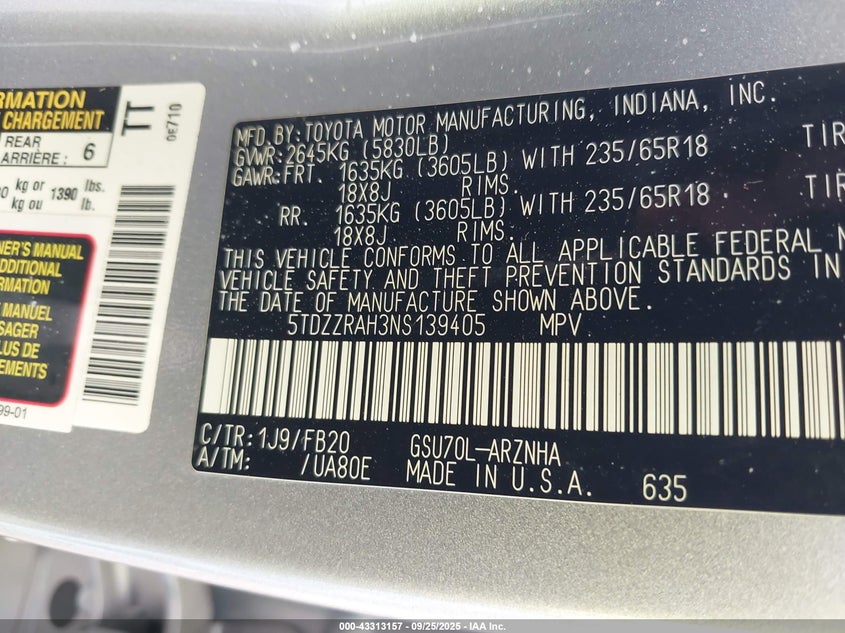 RMATION
CHARGEMENT
REAR
ARRIÈRE : 6
kg or 1390 lbs.
kg ou lb.
NER'S MANUAL
ADDITIONAL
ORMATION
MANUEL
SAGER
LUS DE
EMENTS
99-01
TT
0E710
MFD. BY: TOYOTA MOTOR MANUFACTURING, INDIANA, INC.
GVWR: 2645KG (5830LB)
GAWR: FRT. 1635KG (3605LB) WITH 235/65R18 TIR
18X8J RIMS.
RR. 1635KG (3605LB) WITH 235/65R18 TIR
18X8J RIMS.
THIS VEHICLE CONFORMS TO ALL APPLICABLE FEDERAL M
VEHICLE SAFETY AND THEFT PREVENTION STANDARDS IN
THE DATE OF MANUFACTURE SHOWN ABOVE.
5TDZZRAH3NS139405 MPV
C/TR: 1J9/FB20 GSU70L-ARZNHA
A/TM: /UA80E MADE IN U.S.A. 635
000-43313157 - 09/25/2025 - IAA Inc.